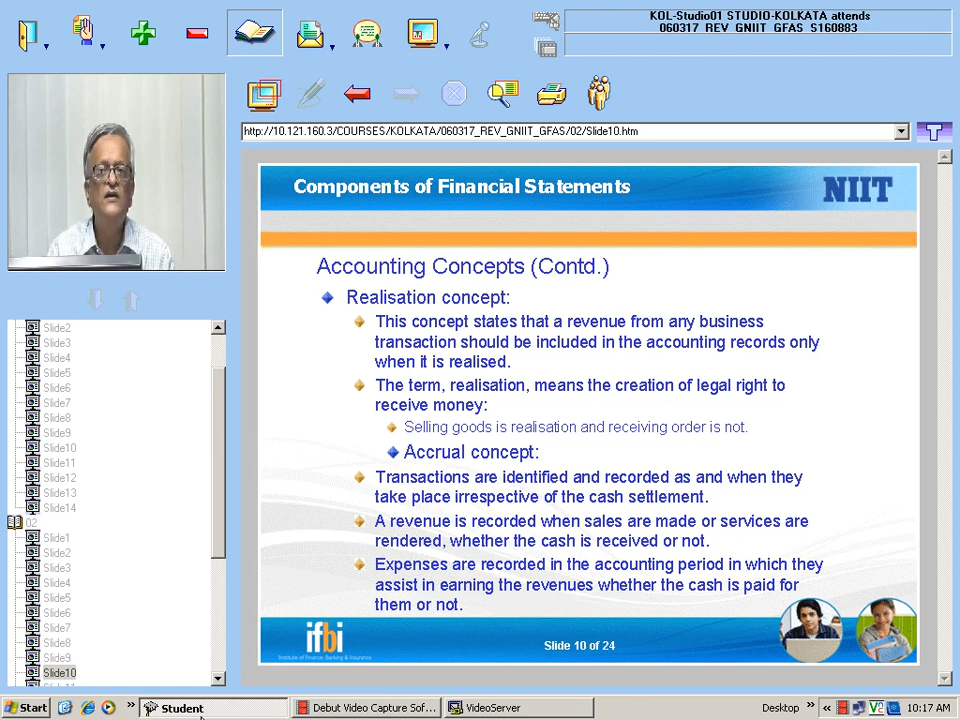 KOL-Studio01 STUDIO-KOLKATA attends
060317_REV_GNIIT_GFAS_S160883
http://10.121.160.3/COURSES/KOLKATA/060317_REV_GNIIT_GFAS/02/Slide10.htm
T
Components of Financial Statements
NIIT
Accounting Concepts (Contd.)
Realisation concept:
This concept states that a revenue from any business
transaction should be included in the accounting records only
when it is realised.
The term, realisation, means the creation of legal right to
receive money:
Selling goods is realisation and receiving order is not.
Accrual concept:
Transactions are identified and recorded as and when they
take place irrespective of the cash settlement.
A revenue is recorded when sales are made or services are
rendered, whether the cash is received or not.
Expenses are recorded in the accounting period in which they
assist in earning the revenues whether the cash is paid for
them or not.
ifbi
Institute of Finance, Banking & Insurance
Slide 10 of 24
Slide2
Slide3
Slide4
Slide5
Slide6
Slide7
Slide8
Slide9
Slide10
Slide11
Slide12
Slide13
Slide14
02
Slide1
Slide2
Slide3
Slide4
Slide5
Slide6
Slide7
Slide8
Slide9
Slide10
Start
Student
Debut Video Capture Sof...
VideoServer
Desktop
10:17 AM